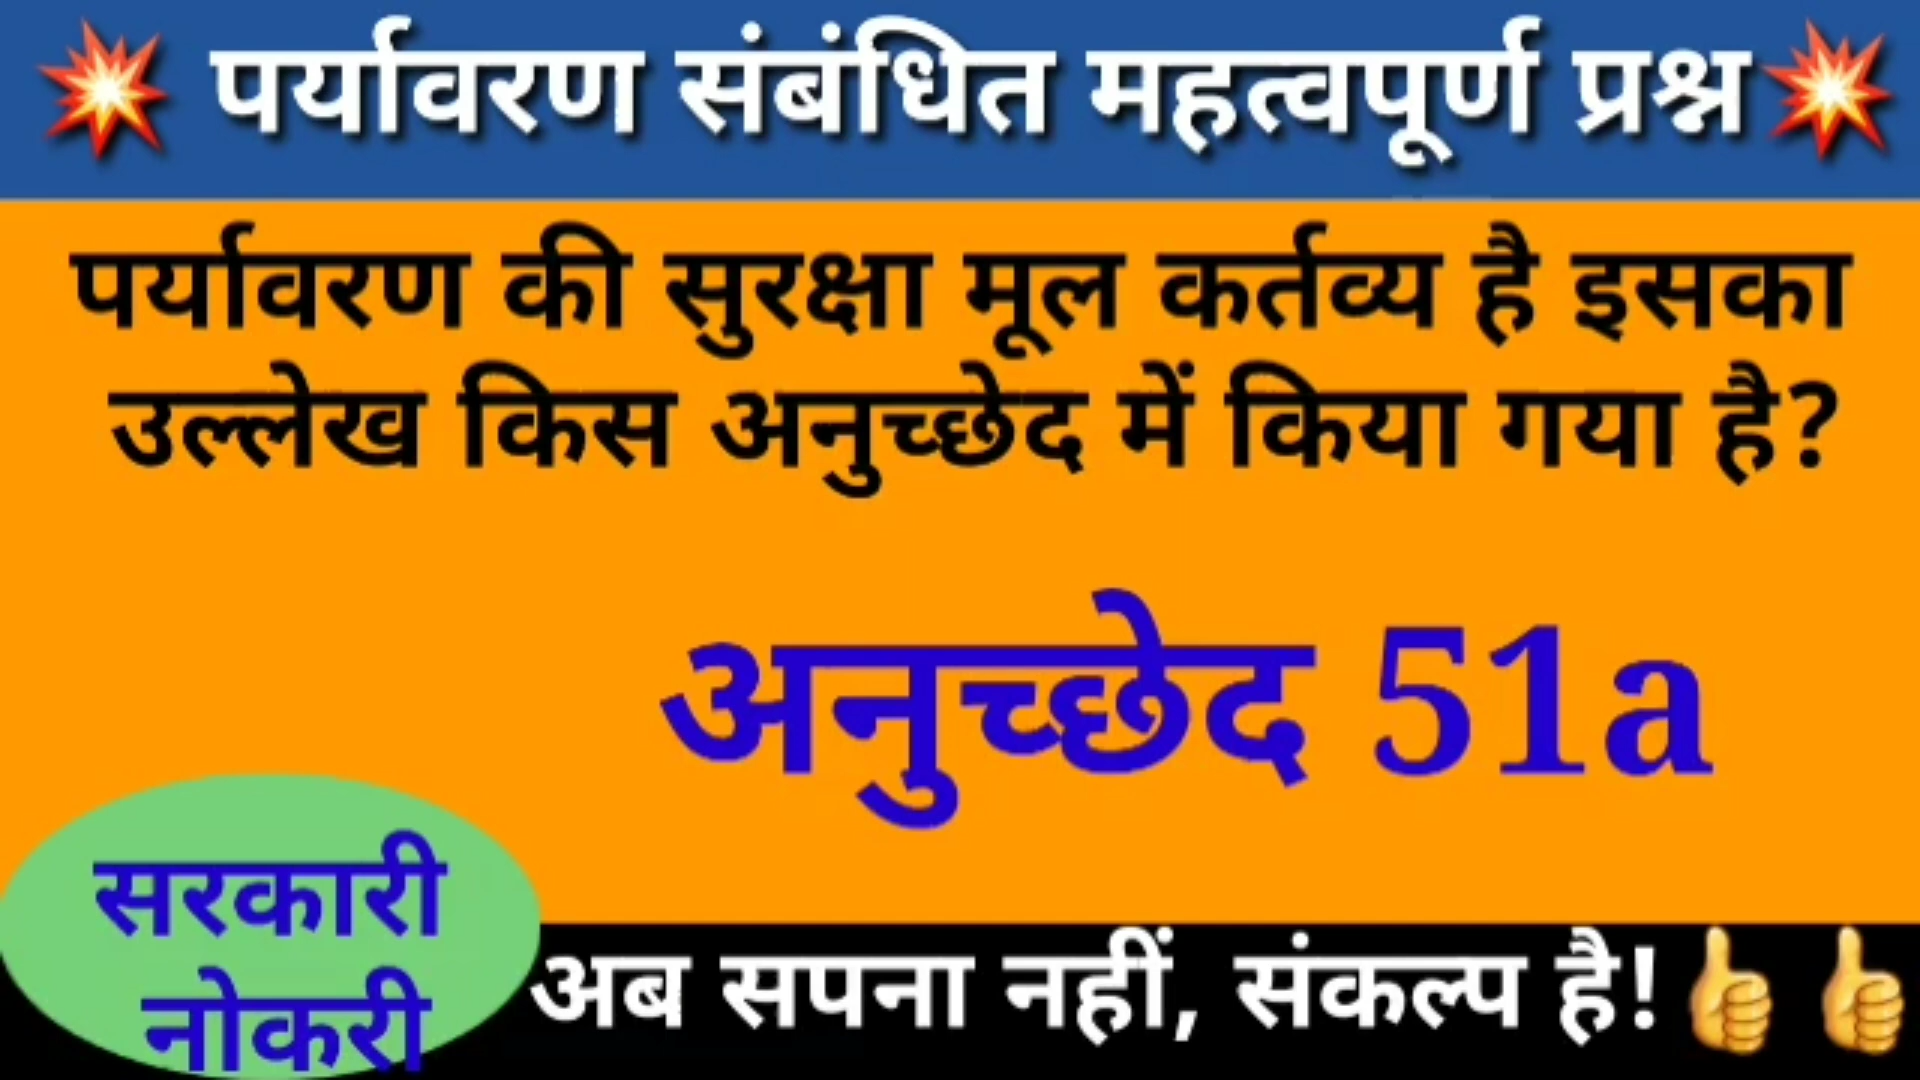 पर्यावरण संबंधित महत्वपूर्ण प्रश्न
पर्यावरण की सुरक्षा मूल कर्तव्य है इसका
उल्लेख किस अनुच्छेद में किया गया है?
अनुच्छेद 51a
सरकारी
नोकरी
अब सपना नहीं, संकल्प है!